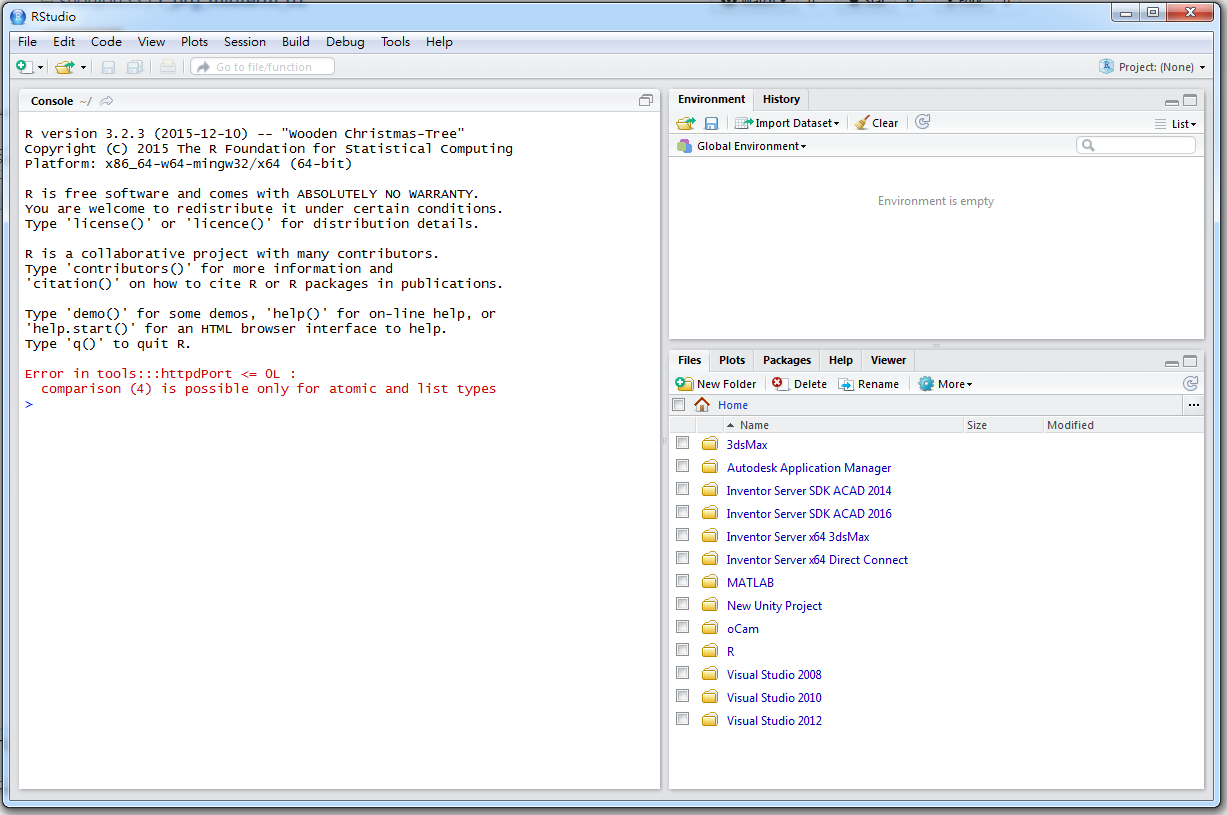 RStudio
File Edit Code View Plots Session Build Debug Tools Help
Go to file/function
Project: (None)
Console ~/
R version 3.2.3 (2015-12-10) -- "Wooden Christmas-Tree"
Copyright (C) 2015 The R Foundation for Statistical Computing
Platform: x86_64-w64-mingw32/x64 (64-bit)
R is free software and comes with ABSOLUTELY NO WARRANTY.
You are welcome to redistribute it under certain conditions.
Type 'license()' or 'licence()' for distribution details.
R is a collaborative project with many contributors.
Type 'contributors()' for more information and
'citation()' on how to cite R or R packages in publications.
Type 'demo()' for some demos, 'help()' for on-line help, or
'help.start()' for an HTML browser interface to help.
Type 'q()' to quit R.
Error in tools:::httpdPort <= 0L :
comparison (4) is possible only for atomic and list types
>
Environment History
Import Dataset Clear List
Global Environment
Environment is empty
Files Plots Packages Help Viewer
New Folder Delete Rename More
Home ...
Name Size Modified
3dsMax
Autodesk Application Manager
Inventor Server SDK ACAD 2014
Inventor Server SDK ACAD 2016
Inventor Server x64 3dsMax
Inventor Server x64 Direct Connect
MATLAB
New Unity Project
oCam
R
Visual Studio 2008
Visual Studio 2010
Visual Studio 2012